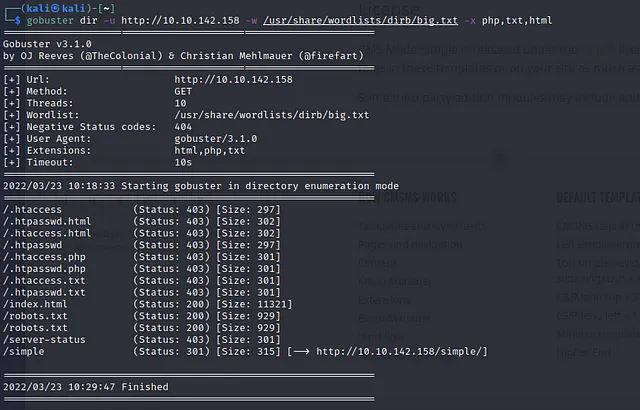 ┌──(kali㉿kali)-[~]
└─$ gobuster dir -u http://10.10.142.158 -w /usr/share/wordlists/dirb/big.txt -x php,txt,html
Gobuster v3.1.0
by OJ Reeves (@TheColonial) & Christian Mehlmauer (@firefart)
[+] Url: http://10.10.142.158
[+] Method: GET
[+] Threads: 10
[+] Wordlist: /usr/share/wordlists/dirb/big.txt
[+] Negative Status codes: 404
[+] User Agent: gobuster/3.1.0
[+] Extensions: html,php,txt
[+] Timeout: 10s
2022/03/23 10:18:33 Starting gobuster in directory enumeration mode
/.htaccess (Status: 403) [Size: 297]
/.htpasswd.html (Status: 403) [Size: 302]
/.htaccess.html (Status: 403) [Size: 302]
/.htpasswd (Status: 403) [Size: 297]
/.htaccess.php (Status: 403) [Size: 301]
/.htpasswd.php (Status: 403) [Size: 301]
/.htaccess.txt (Status: 403) [Size: 301]
/.htpasswd.txt (Status: 403) [Size: 301]
/index.html (Status: 200) [Size: 11321]
/robots.txt (Status: 200) [Size: 929]
/robots.txt (Status: 200) [Size: 929]
/server-status (Status: 403) [Size: 301]
/simple (Status: 301) [Size: 315] [--> http://10.10.142.158/simple/]
2022/03/23 10:29:47 Finished
License
DEFAULT TEMPLAT
Extensions